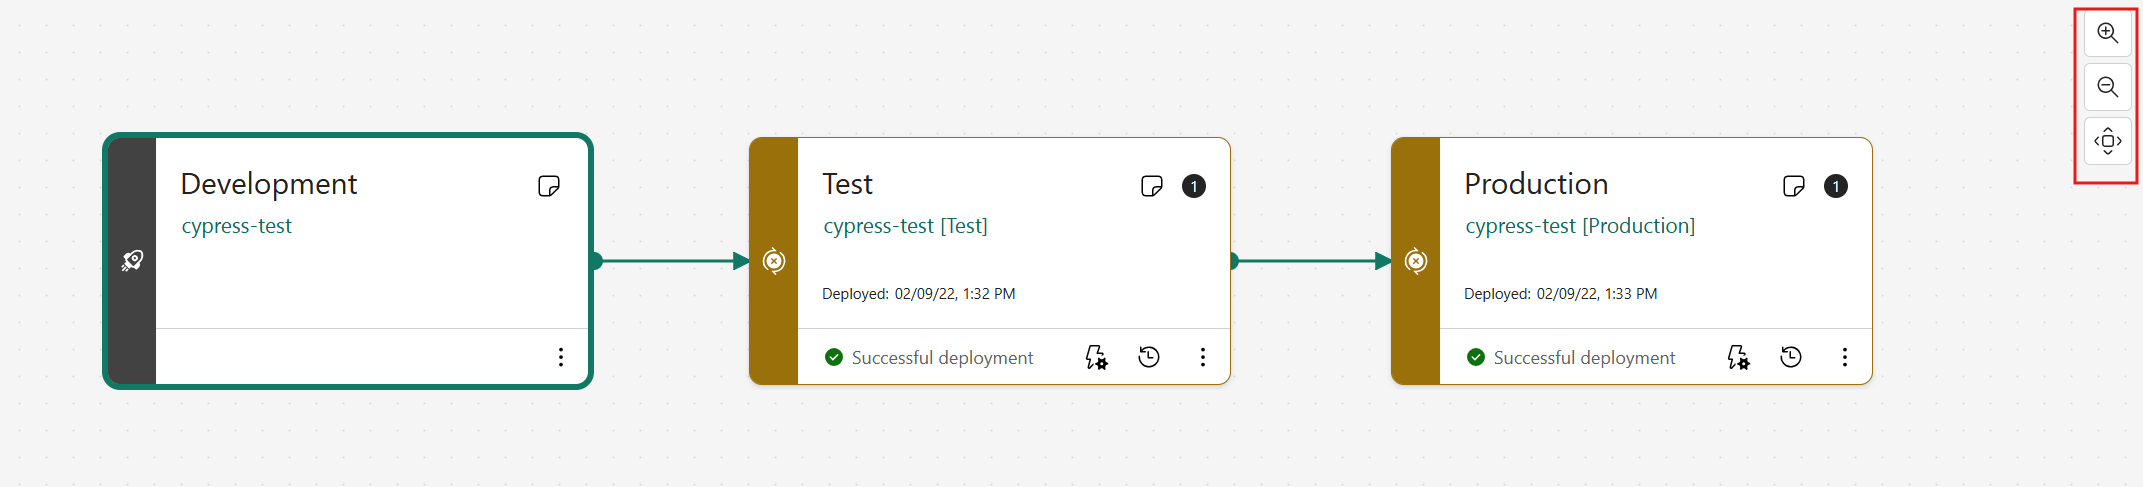 Development
cypress-test
Test
1
cypress-test [Test]
Deployed: 02/09/22, 1:32 PM
Successful deployment
Production
1
cypress-test [Production]
Deployed: 02/09/22, 1:33 PM
Successful deployment